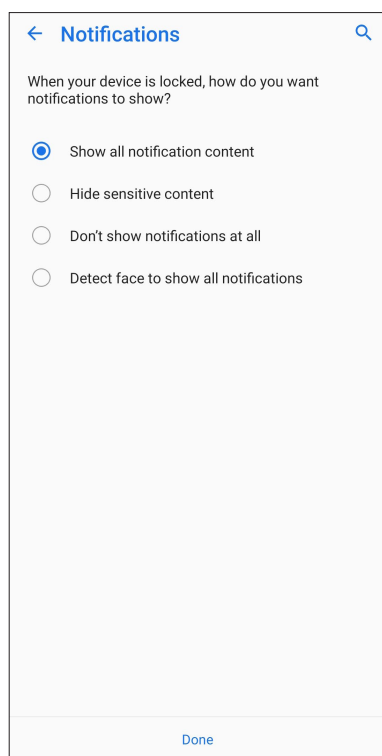 Notifications
When your device is locked, how do you want
notifications to show?
Show all notification content
Hide sensitive content
Don’t show notifications at all
Detect face to show all notifications
Done